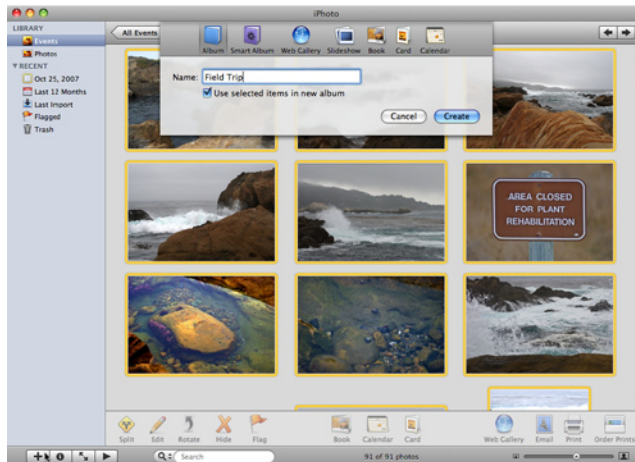 iPhoto
LIBRARY
Events
Photos
RECENT
Oct 25, 2007
Last 12 Months
Last Import
Flagged
Trash
All Events
Album Smart Album Web Gallery Slideshow Book Card Calendar
Name: Field Trip
Use selected items in new album
Cancel Create
AREA CLOSED
FOR PLANT
REHABILITATION
Split Edit Rotate Hide Flag Book Calendar Card Web Gallery Email Print Order Prints
Search 91 of 91 photos